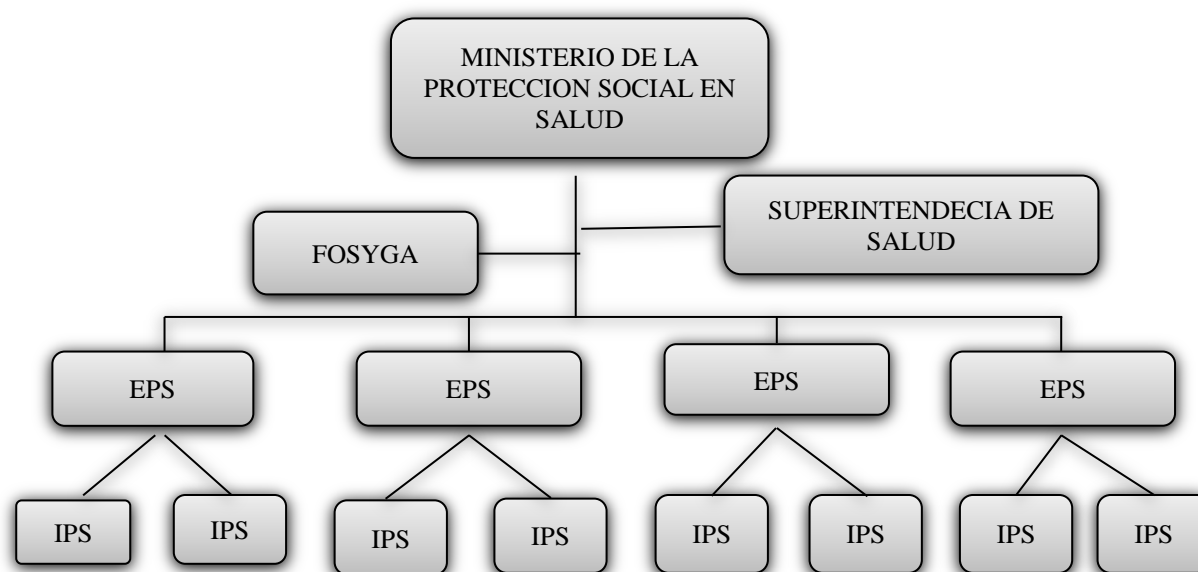 MINISTERIO DE LA
PROTECCION SOCIAL EN
SALUD
SUPERINTENDECIA DE
SALUD
FOSYGA
EPS
EPS
EPS
EPS
IPS
IPS
IPS
IPS
IPS
IPS
IPS
IPS